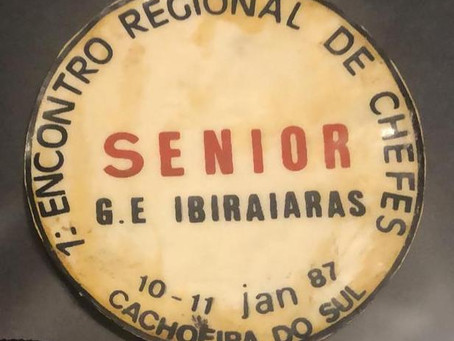 1º ENCONTRO REGIONAL DE CHEFES
SENIOR
G.E IBIRAIARAS
10-11 jan 87
CACHOEIRA DO SUL